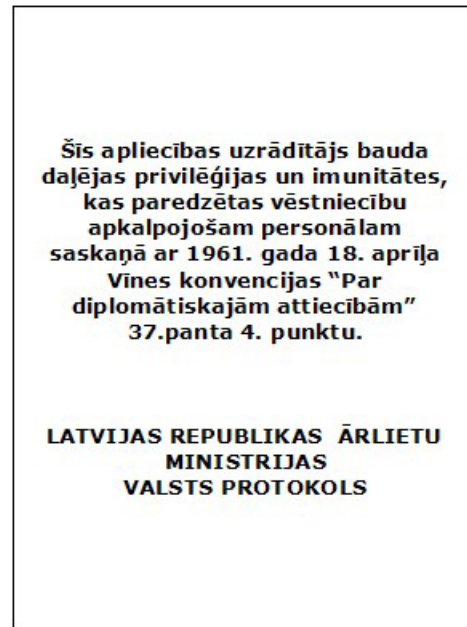 Šīs apliecības uzrādītājs bauda
daļējas privilēģijas un imunitātes,
kas paredzētas vēstniecību
apkalpojošam personālam
saskaņā ar 1961. gada 18. aprīļa
Vīnes konvencijas “Par
diplomātiskajām attiecībām”
37.panta 4. punktu.
LATVIJAS REPUBLIKAS ĀRLIETU
MINISTRIJAS
VALSTS PROTOKOLS